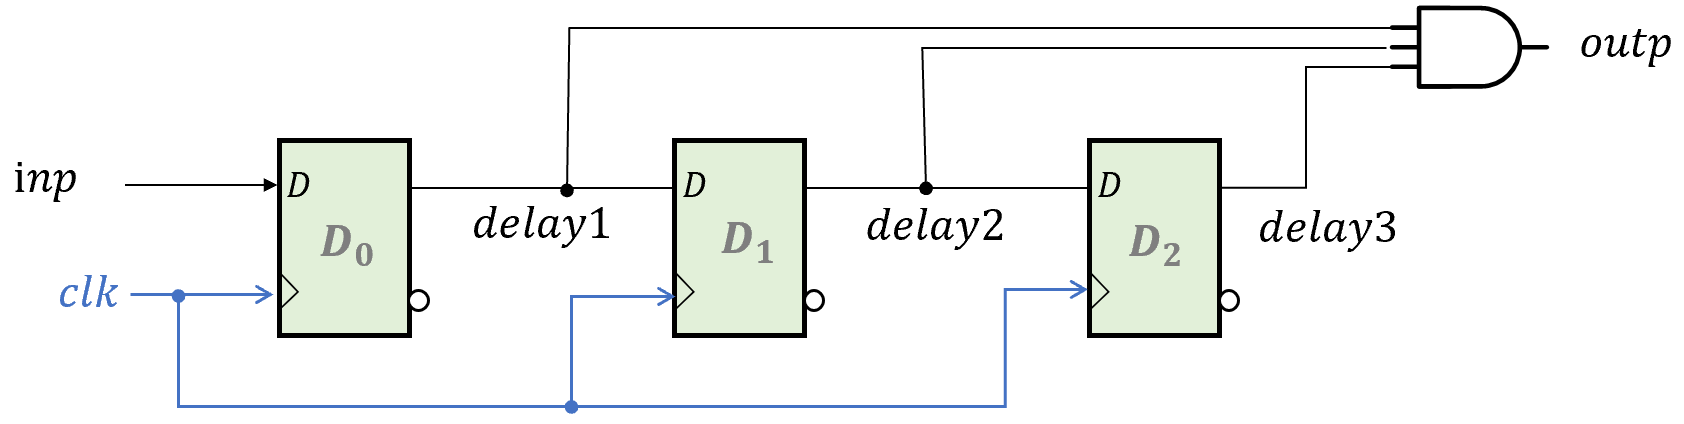 outp
inp
D
D
D
delay1
delay2
delay3
D₀
D₁
D₂
clk